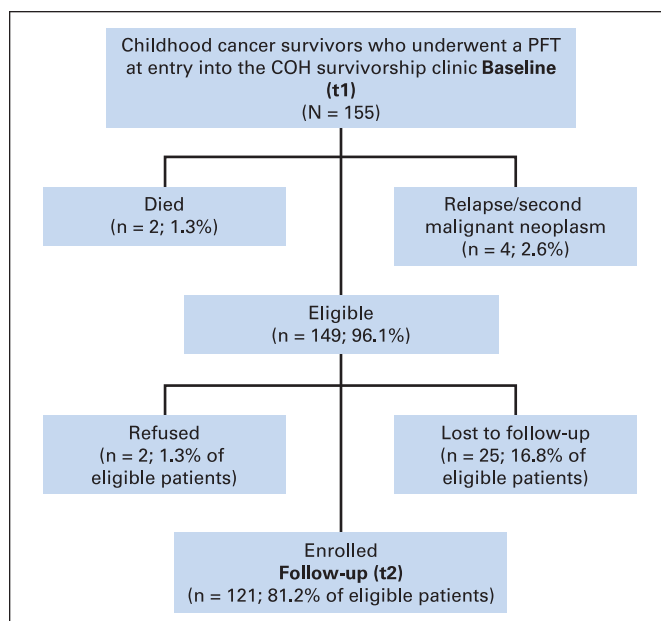 Childhood cancer survivors who underwent a PFT
at entry into the COH survivorship clinic Baseline
(t1)
(N = 155)
Died
(n = 2; 1.3%)
Relapse/second
malignant neoplasm
(n = 4; 2.6%)
Eligible
(n = 149; 96.1%)
Refused
(n = 2; 1.3% of
eligible patients)
Lost to follow-up
(n = 25; 16.8% of
eligible patients)
Enrolled
Follow-up (t2)
(n = 121; 81.2% of eligible patients)